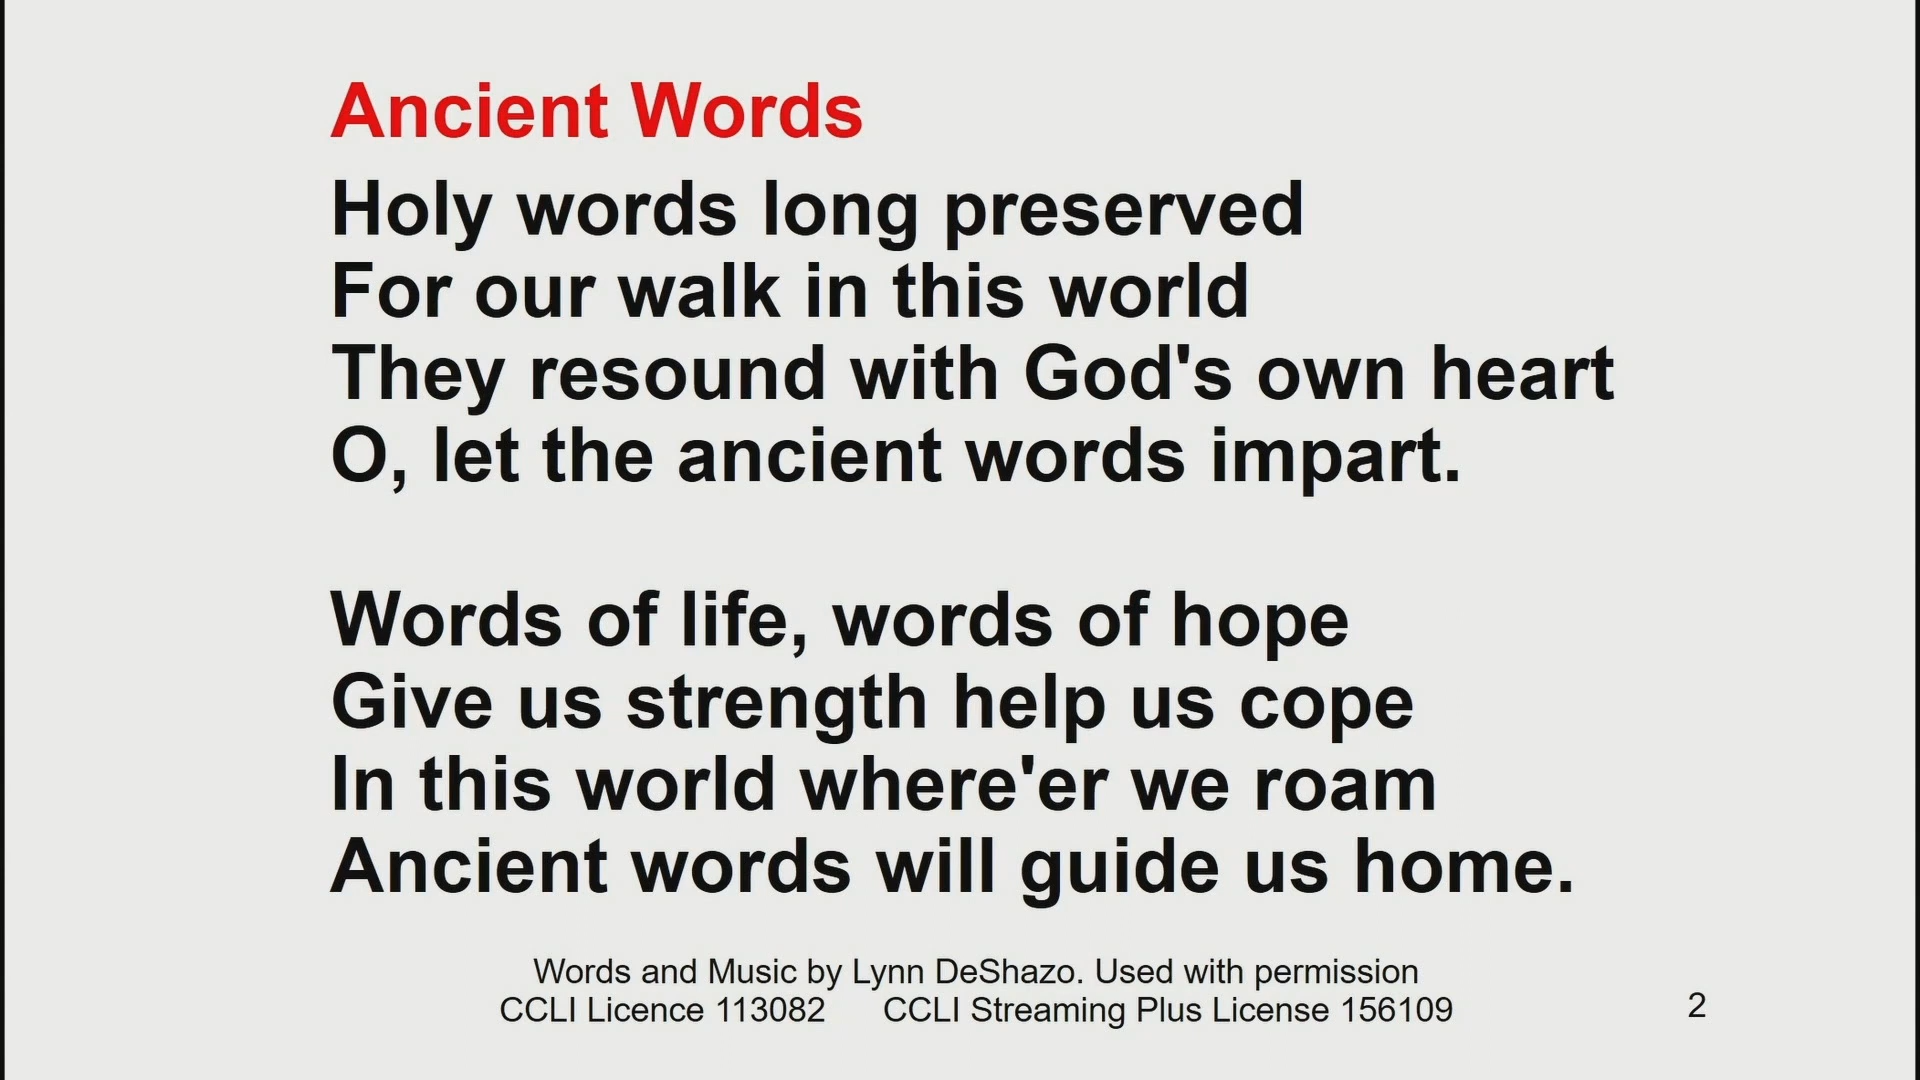 Ancient Words
Holy words long preserved
For our walk in this world
They resound with God's own heart
O, let the ancient words impart.
Words of life, words of hope
Give us strength help us cope
In this world where'er we roam
Ancient words will guide us home.
Words and Music by Lynn DeShazo. Used with permission
CCLI Licence 113082 CCLI Streaming Plus License 156109
2